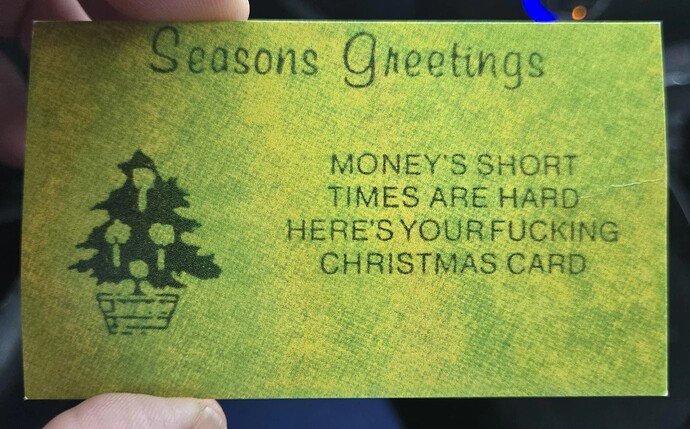 Seasons Greetings
MONEY'S SHORT
TIMES ARE HARD
HERE'S YOUR FUCKING
CHRISTMAS CARD